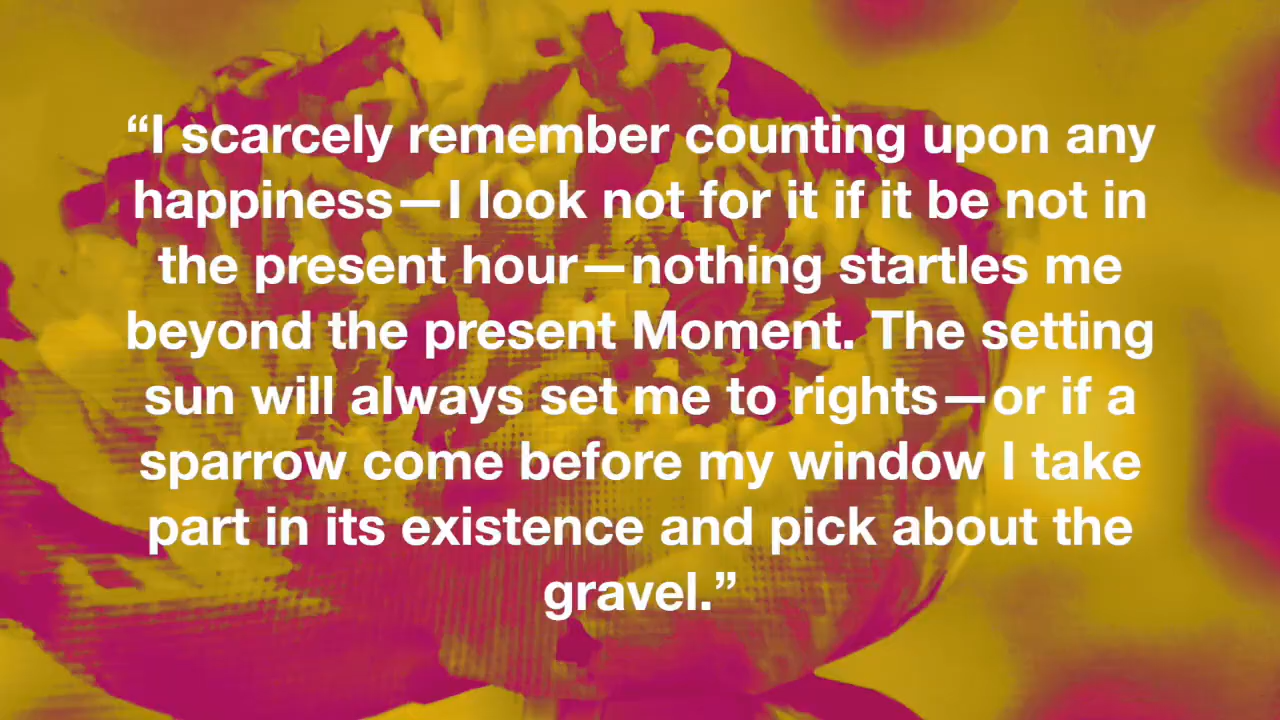 “I scarcely remember counting upon any
happiness—I look not for it if it be not in
the present hour—nothing startles me
beyond the present Moment. The setting
sun will always set me to rights—or if a
sparrow come before my window I take
part in its existence and pick about the
gravel.”